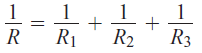 1/R = 1/R₁ + 1/R₂ + 1/R₃